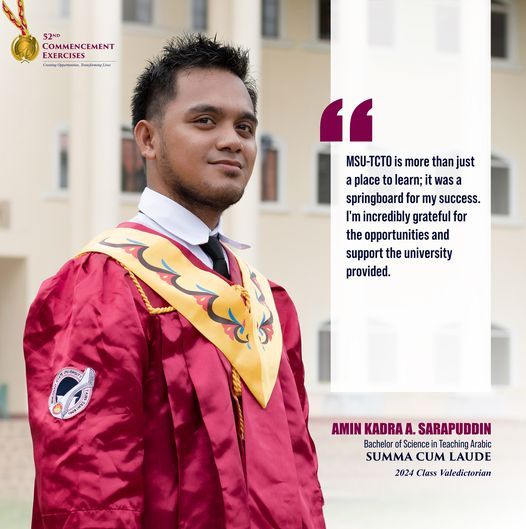 52ND
COMMENCEMENT
EXERCISES
Creating Opportunities, Transforming Lives
MSU-TCTO is more than just
a place to learn; it was a
springboard for my success.
I'm incredibly grateful for
the opportunities and
support the university
provided.
AMIN KADRA A. SARAPUDDIN
Bachelor of Science in Teaching Arabic
SUMMA CUM LAUDE
2024 Class Valedictorian